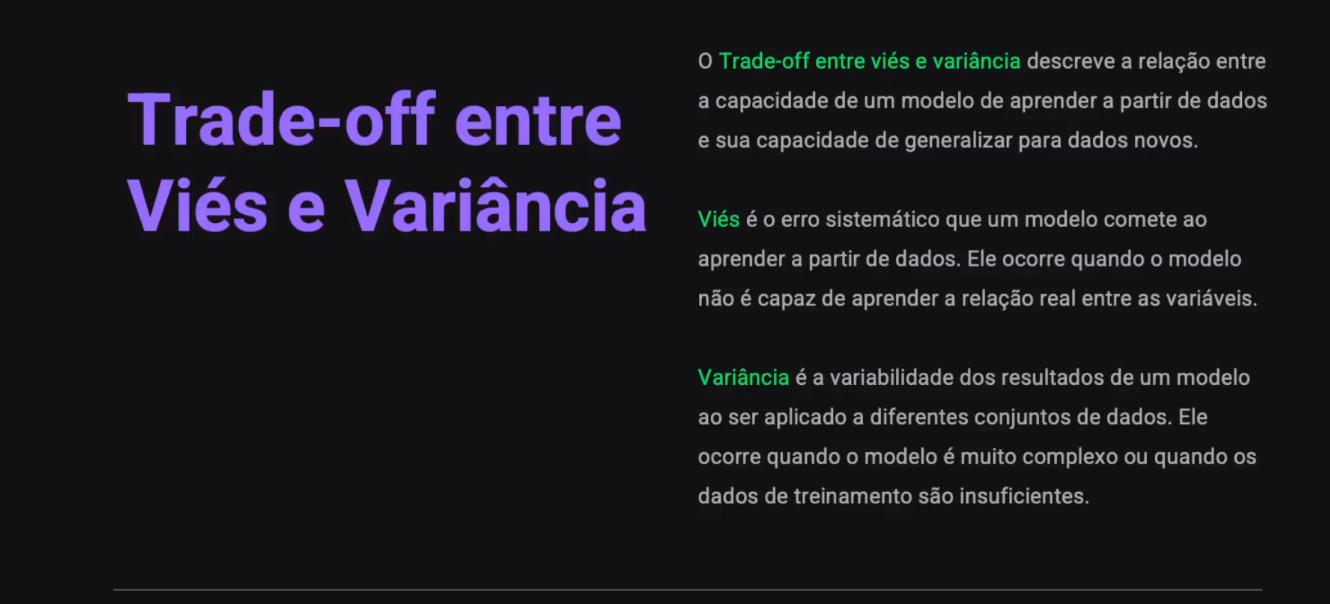 Trade-off entre
Viés e Variância
O Trade-off entre viés e variância descreve a relação entre
a capacidade de um modelo de aprender a partir de dados
e sua capacidade de generalizar para dados novos.
Viés é o erro sistemático que um modelo comete ao
aprender a partir de dados. Ele ocorre quando o modelo
não é capaz de aprender a relação real entre as variáveis.
Variância é a variabilidade dos resultados de um modelo
ao ser aplicado a diferentes conjuntos de dados. Ele
ocorre quando o modelo é muito complexo ou quando os
dados de treinamento são insuficientes.